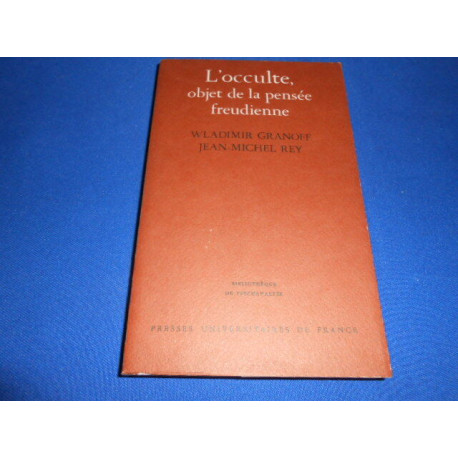 L'occulte,
objet de la pensée
freudienne
WLADIMIR GRANOFF
JEAN-MICHEL REY
BIBLIOTHÈQUE
DE PSYCHANALYSE
PRESSES UNIVERSITAIRES DE FRANCE